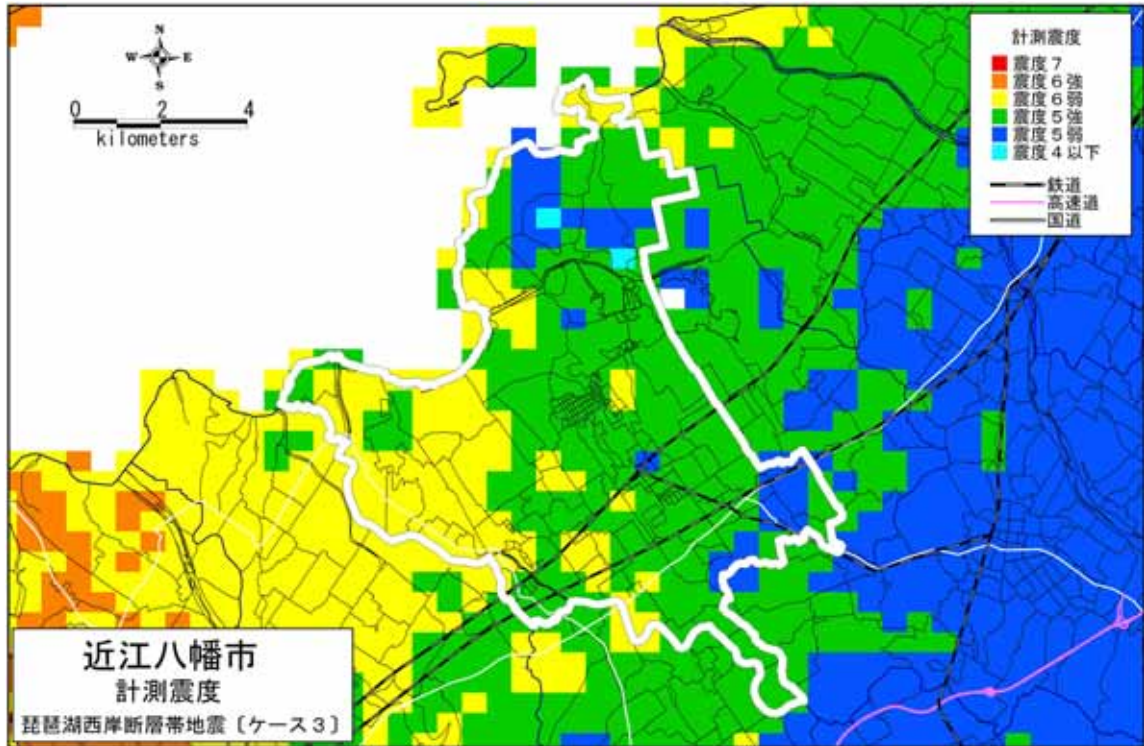 N
W E
S
0 2 4
kilometers
計測震度
震度7
震度6強
震度6弱
震度5強
震度5弱
震度4以下
鉄道
高速道
国道
近江八幡市
計測震度
琵琶湖西岸断層帯地震〔ケース3〕